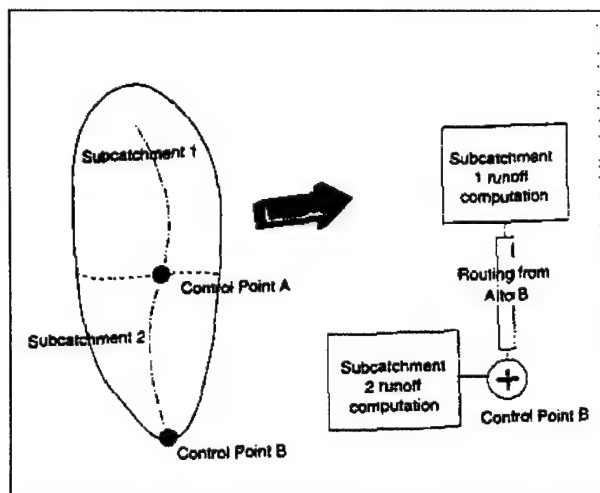 Subcatchment 1
Control Point A
Subcatchment 2
Control Point B
Subcatchment
1 runoff
computation
Routing from
A to B
Subcatchment
2 runoff
computation
Control Point B